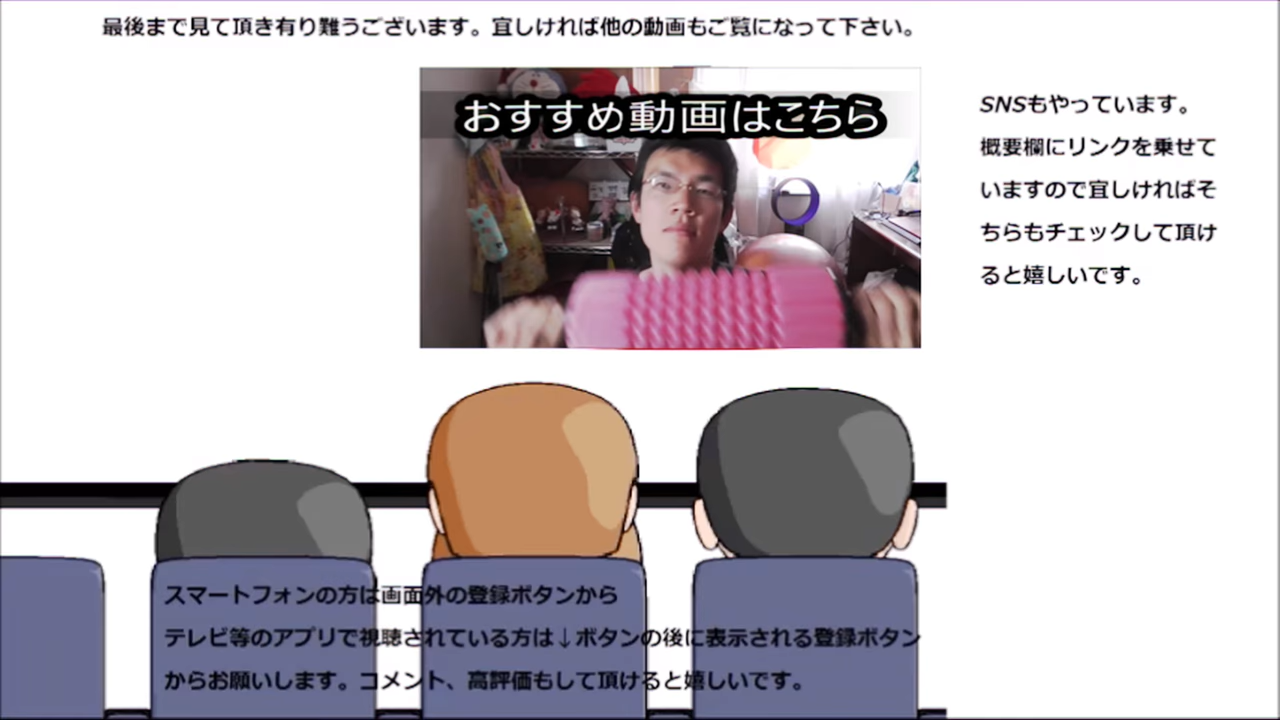 最後まで見て頂き有り難うございます。宜しければ他の動画もご覧になって下さい。
おすすめ動画はこちら
SNSもやっています。
概要欄にリンクを乗せて
いますので宜しければそ
ちらもチェックして頂け
ると嬉しいです。
スマートフォンの方は画面外の登録ボタンから
テレビ等のアプリで視聴されている方は↓ボタンの後に表示される登録ボタン
からお願いします。コメント、高評価もして頂けると嬉しいです。